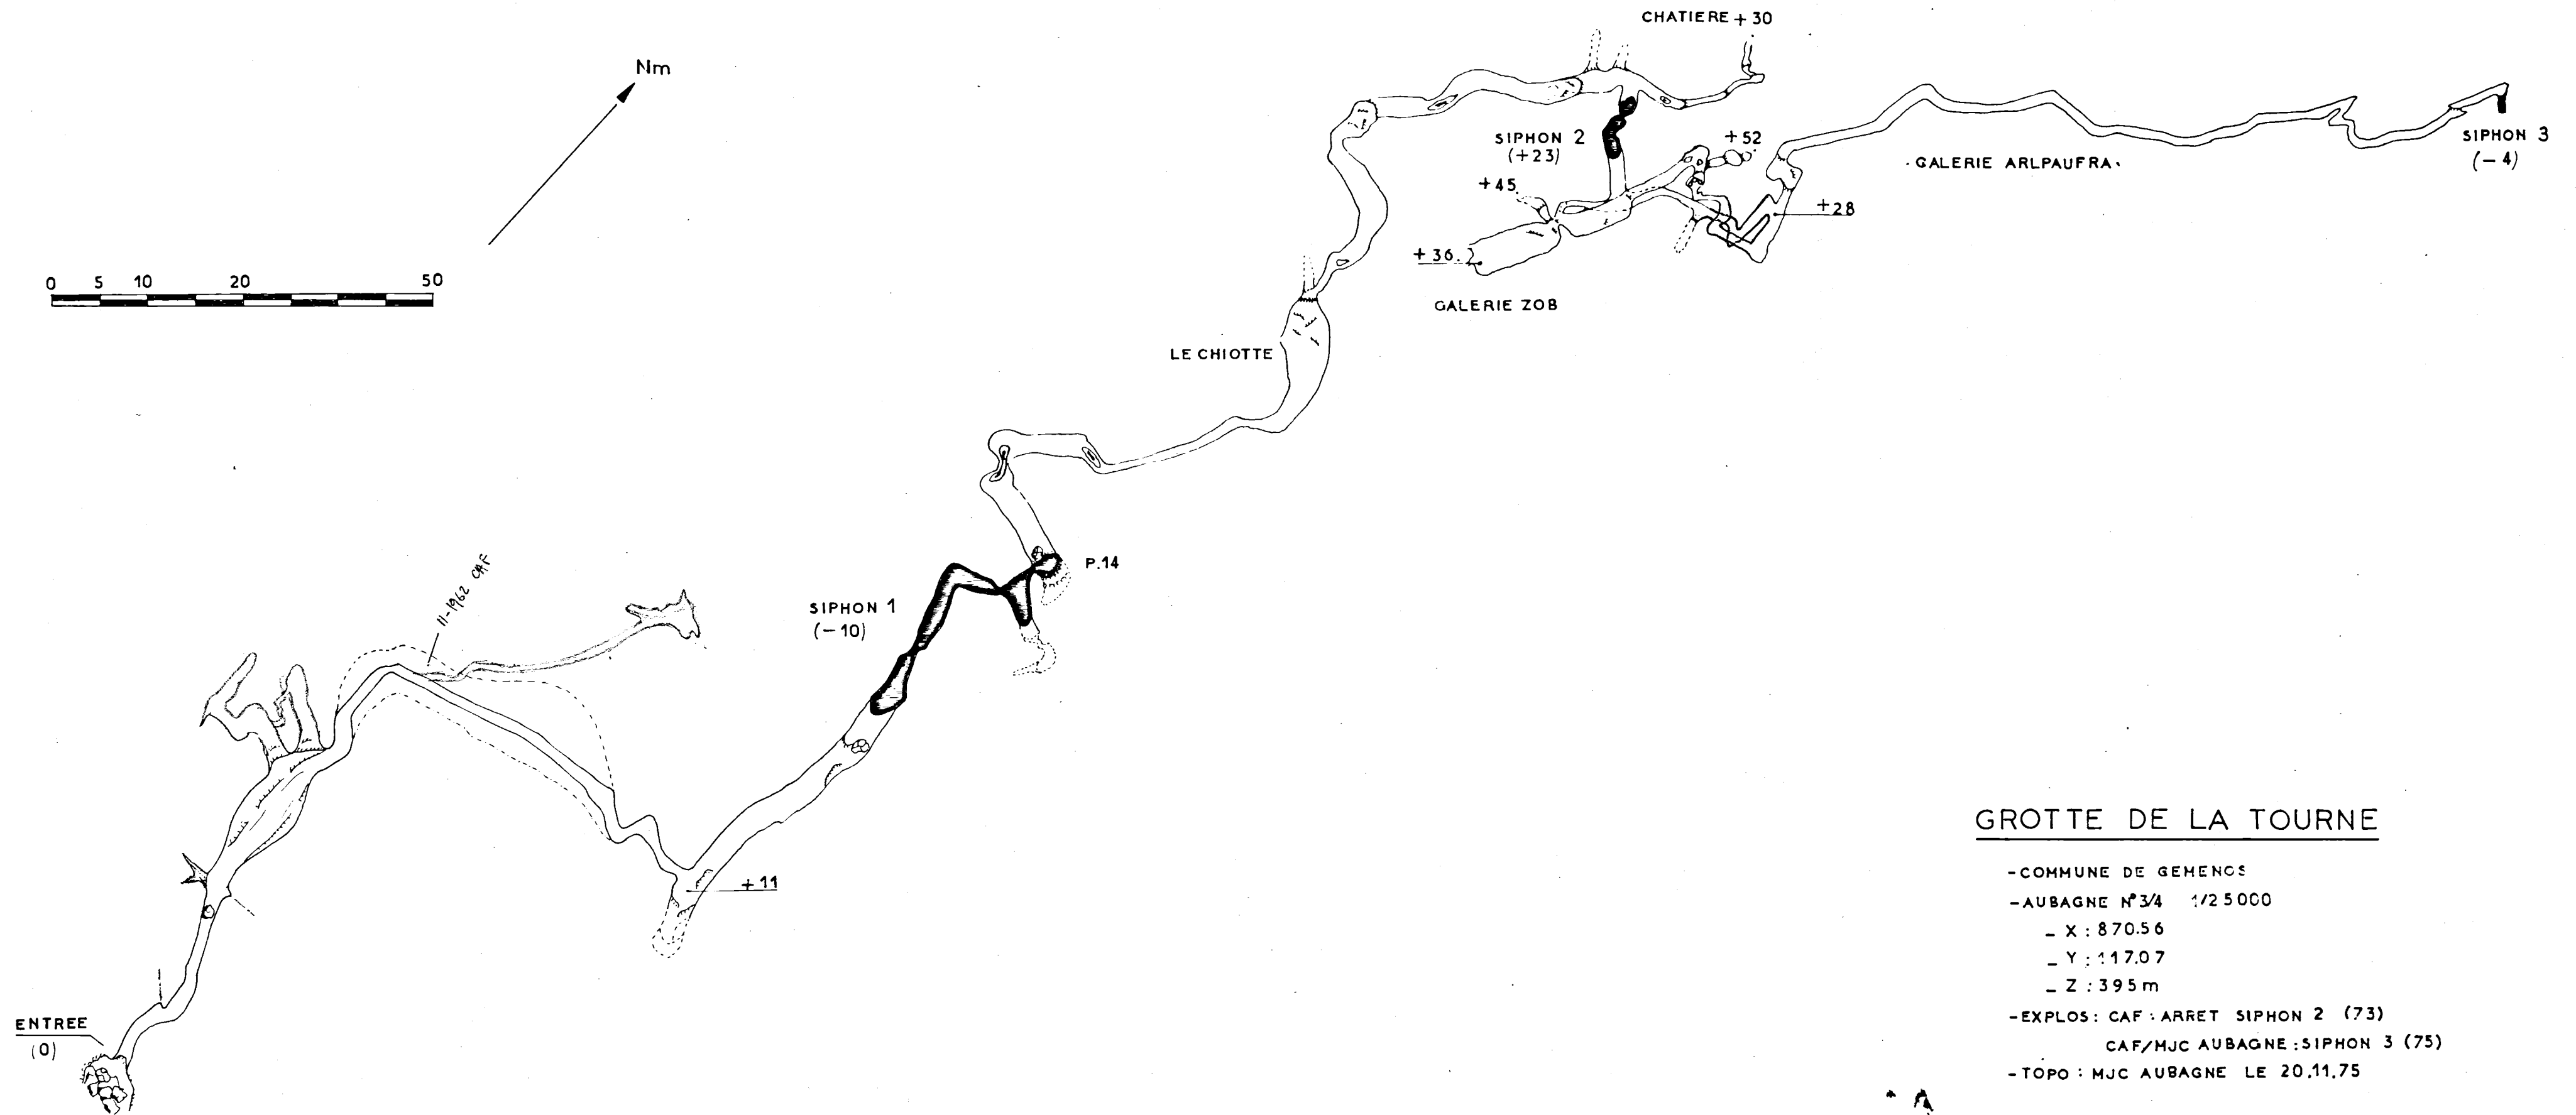 CHATIERE + 30
Nm
SIPHON 2
(+23)
+52
SIPHON 3
(-4)
· GALERIE ARLPAUFRA ·
+45
+28
+36
0 5 10 20 50
GALERIE ZOB
LE CHIOTTE
P.14
11-1962 CAF
SIPHON 1
(-10)
+11
ENTREE
(0)
GROTTE DE LA TOURNE
- COMMUNE DE GEMENOS
- AUBAGNE N° 3/4 1/25000
- X : 870.56
- Y : 117.07
- Z : 395 m
- EXPLOS : CAF : ARRET SIPHON 2 (73)
CAF/MJC AUBAGNE : SIPHON 3 (75)
- TOPO : MJC AUBAGNE LE 20.11.75